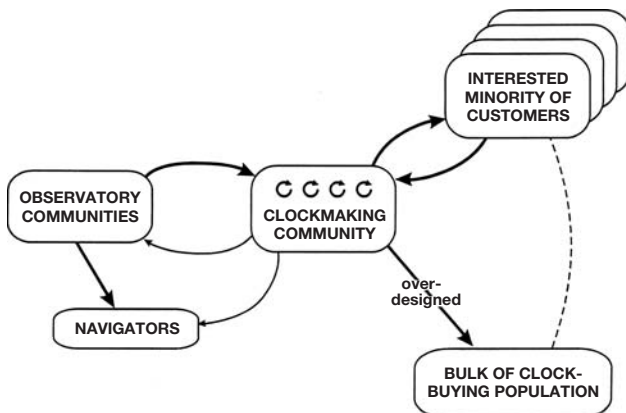 INTERESTED
MINORITY OF
CUSTOMERS
OBSERVATORY
COMMUNITIES
CLOCKMAKING
COMMUNITY
over-
designed
NAVIGATORS
BULK OF CLOCK-
BUYING POPULATION